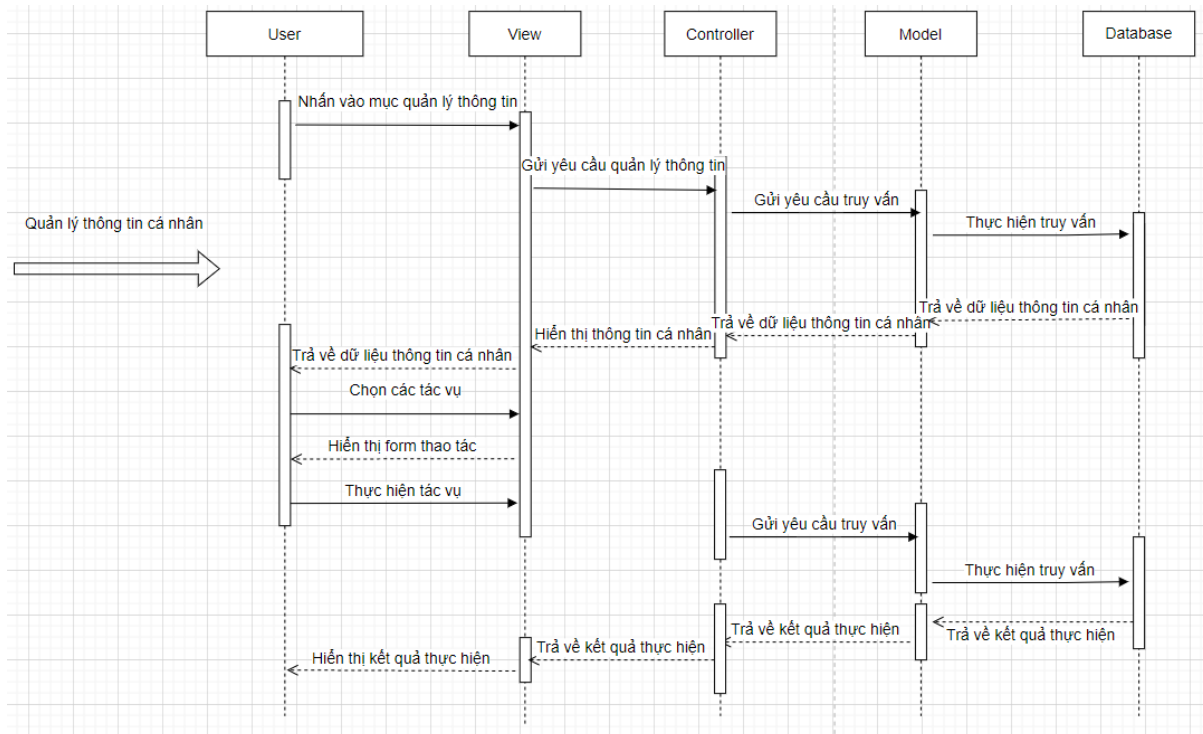 User
View
Controller
Model
Database
Nhấn vào mục quản lý thông tin
Gửi yêu cầu quản lý thông tin
Gửi yêu cầu truy vấn
Thực hiện truy vấn
Quản lý thông tin cá nhân
Trả về dữ liệu thông tin cá nhân
Trả về dữ liệu thông tin cá nhân
Hiển thị thông tin cá nhân
Trả về dữ liệu thông tin cá nhân
Chọn các tác vụ
Hiển thị form thao tác
Thực hiện tác vụ
Gửi yêu cầu truy vấn
Thực hiện truy vấn
Trả về kết quả thực hiện
Trả về kết quả thực hiện
Trả về kết quả thực hiện
Hiển thị kết quả thực hiện